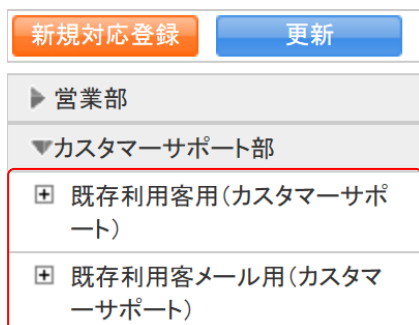 新規対応登録
更新
営業部
カスタマーサポート部
既存利用客用(カスタマーサポ
ート)
既存利用客メール用(カスタマ
ーサポート)